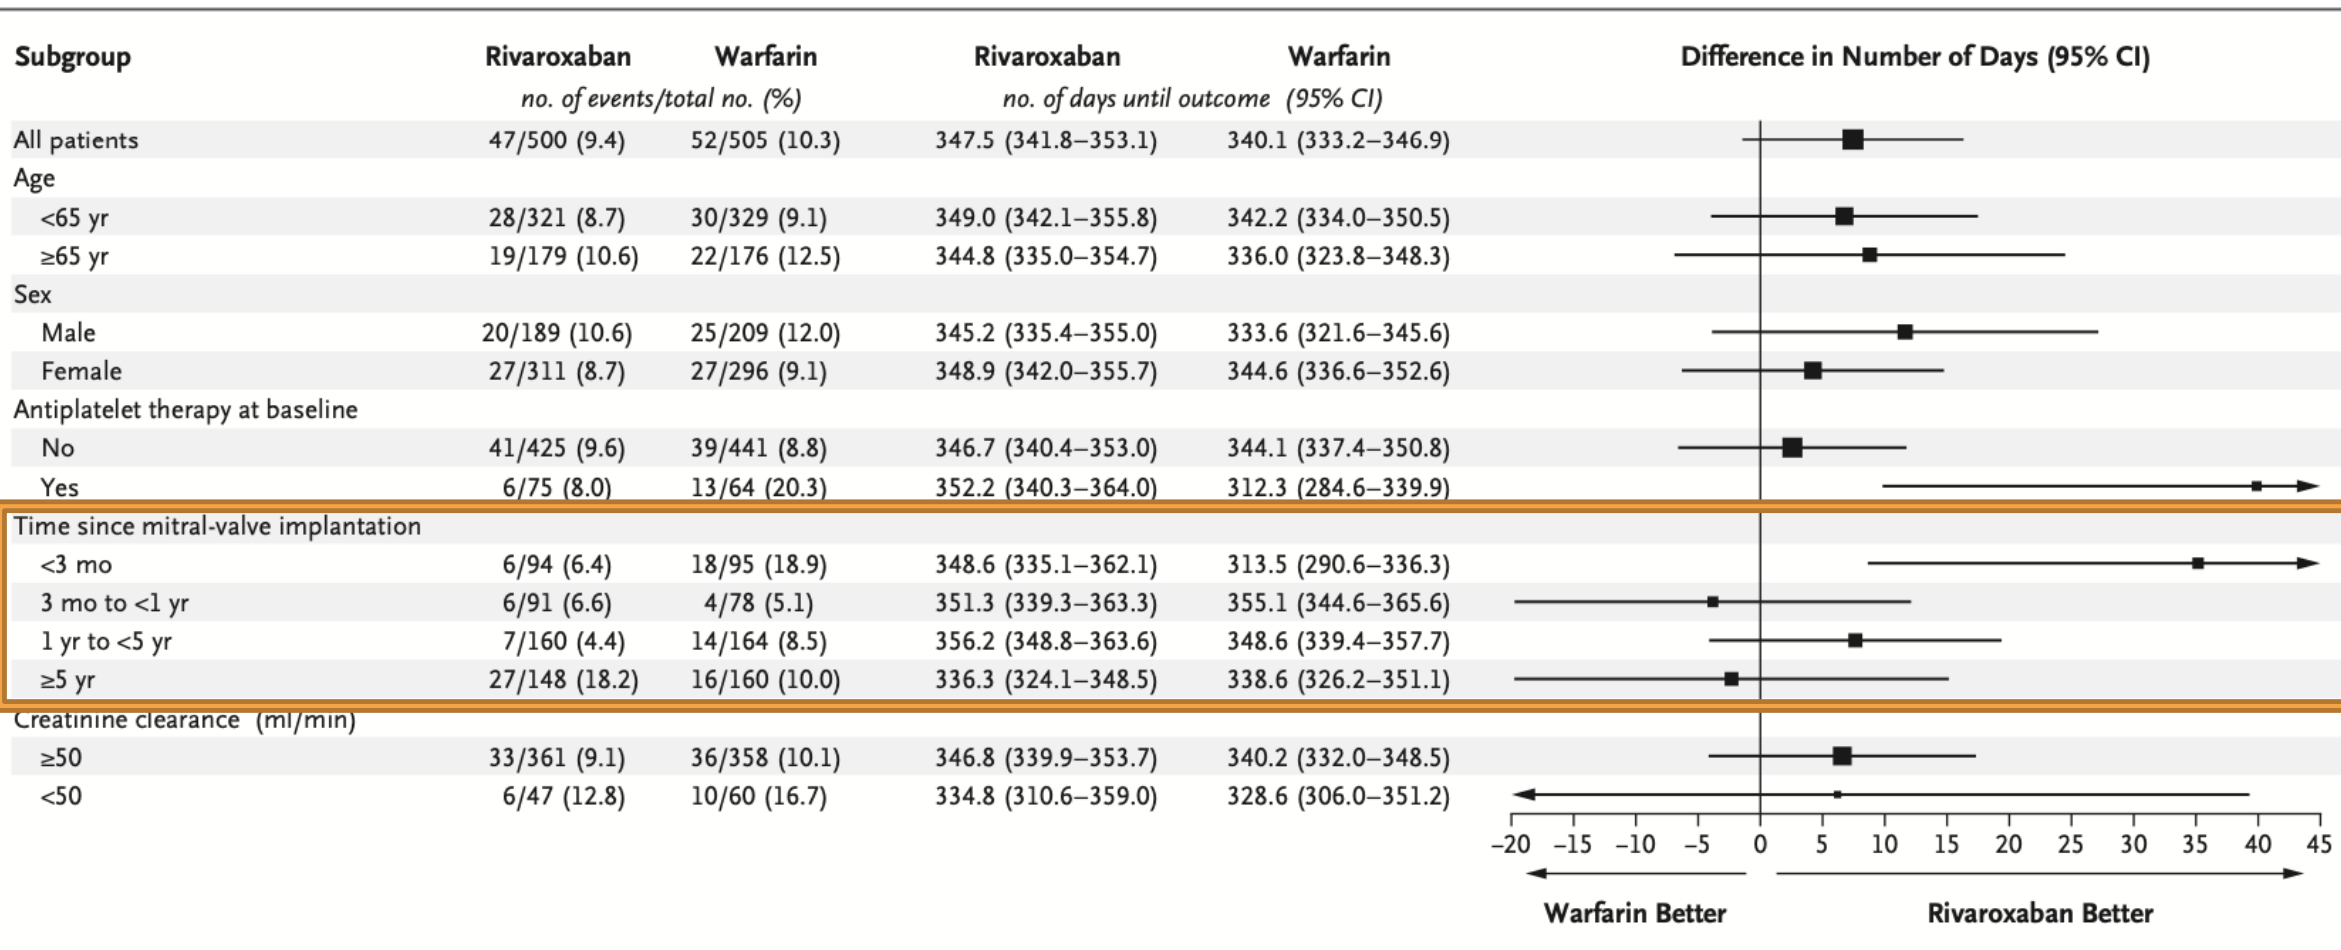 Subgroup Rivaroxaban Warfarin Rivaroxaban Warfarin Difference in Number of Days (95% CI)
no. of events/total no. (%) no. of days until outcome (95% CI)
All patients 47/500 (9.4) 52/505 (10.3) 347.5 (341.8–353.1) 340.1 (333.2–346.9)
Age
<65 yr 28/321 (8.7) 30/329 (9.1) 349.0 (342.1–355.8) 342.2 (334.0–350.5)
≥65 yr 19/179 (10.6) 22/176 (12.5) 344.8 (335.0–354.7) 336.0 (323.8–348.3)
Sex
Male 20/189 (10.6) 25/209 (12.0) 345.2 (335.4–355.0) 333.6 (321.6–345.6)
Female 27/311 (8.7) 27/296 (9.1) 348.9 (342.0–355.7) 344.6 (336.6–352.6)
Antiplatelet therapy at baseline
No 41/425 (9.6) 39/441 (8.8) 346.7 (340.4–353.0) 344.1 (337.4–350.8)
Yes 6/75 (8.0) 13/64 (20.3) 352.2 (340.3–364.0) 312.3 (284.6–339.9)
Time since mitral-valve implantation
<3 mo 6/94 (6.4) 18/95 (18.9) 348.6 (335.1–362.1) 313.5 (290.6–336.3)
3 mo to <1 yr 6/91 (6.6) 4/78 (5.1) 351.3 (339.3–363.3) 355.1 (344.6–365.6)
1 yr to <5 yr 7/160 (4.4) 14/164 (8.5) 356.2 (348.8–363.6) 348.6 (339.4–357.7)
≥5 yr 27/148 (18.2) 16/160 (10.0) 336.3 (324.1–348.5) 338.6 (326.2–351.1)
Creatinine clearance (ml/min)
≥50 33/361 (9.1) 36/358 (10.1) 346.8 (339.9–353.7) 340.2 (332.0–348.5)
<50 6/47 (12.8) 10/60 (16.7) 334.8 (310.6–359.0) 328.6 (306.0–351.2)
–20 –15 –10 –5 0 5 10 15 20 25 30 35 40 45
Warfarin Better Rivaroxaban Better